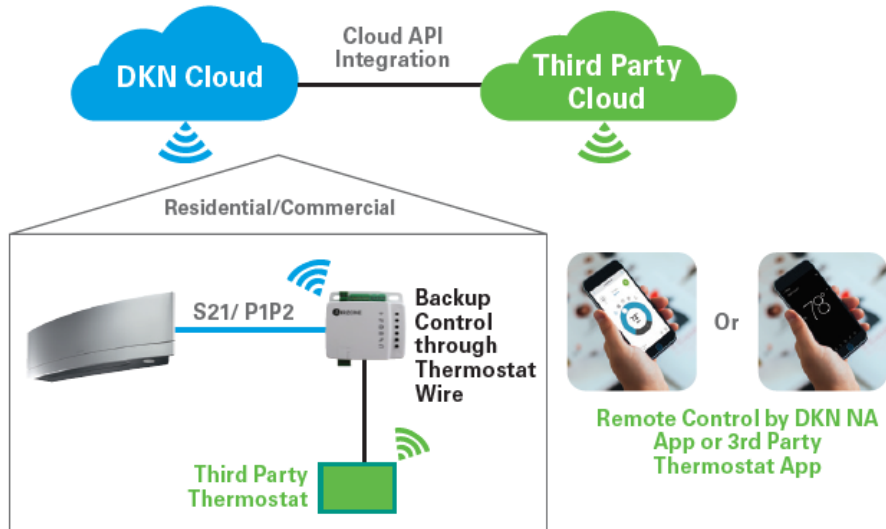 Cloud API
Integration
DKN Cloud
Third Party
Cloud
Residential/Commercial
S21/ P1P2
Backup
Control
through
Thermostat
Wire
Third Party
Thermostat
Or
78°
Remote Control by DKN NA
App or 3rd Party
Thermostat App